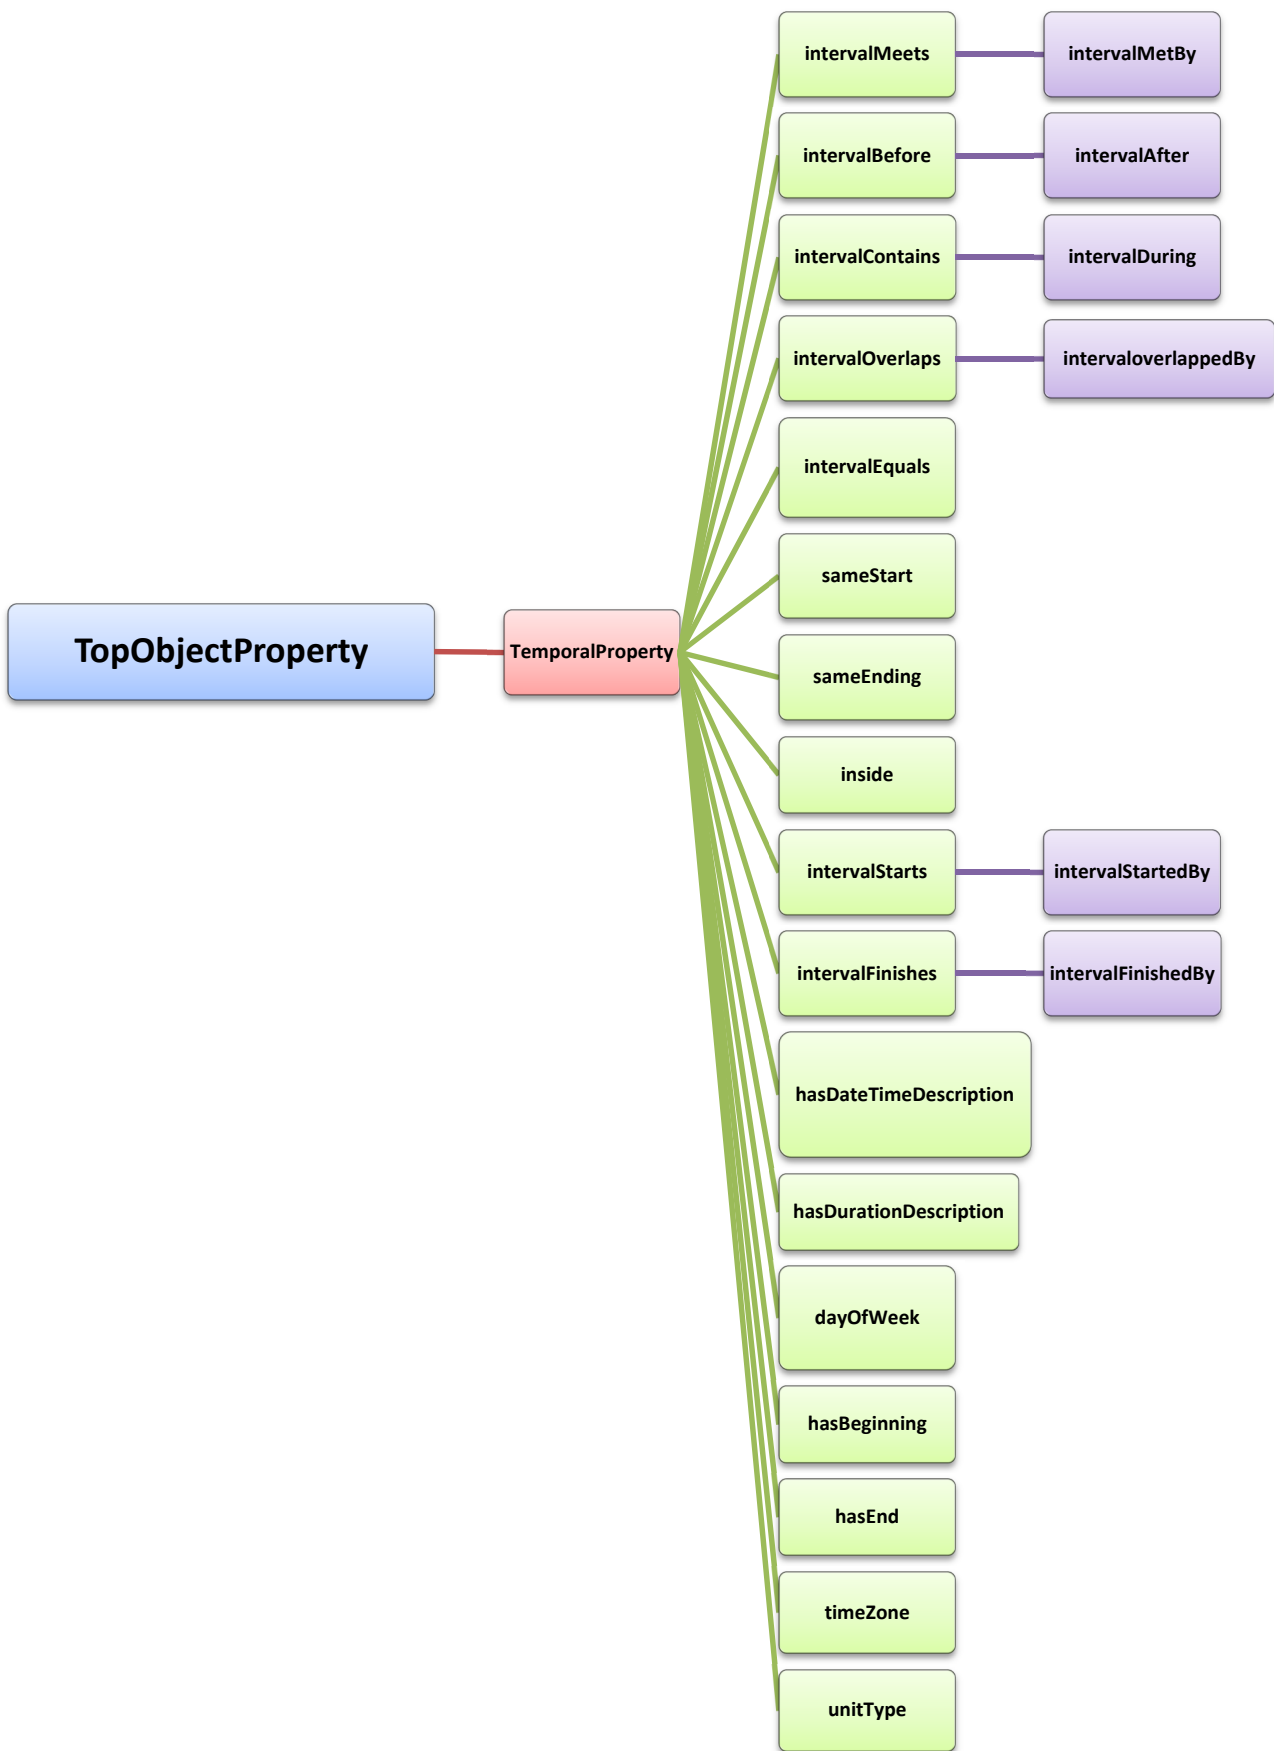 TopObjectProperty
TemporalProperty
intervalMeets
intervalMetBy
intervalBefore
intervalAfter
intervalContains
intervalDuring
intervalOverlaps
intervaloverlappedBy
intervalEquals
sameStart
sameEnding
inside
intervalStarts
intervalStartedBy
intervalFinishes
intervalFinishedBy
hasDateTimeDescription
hasDurationDescription
dayOfWeek
hasBeginning
hasEnd
timeZone
unitType